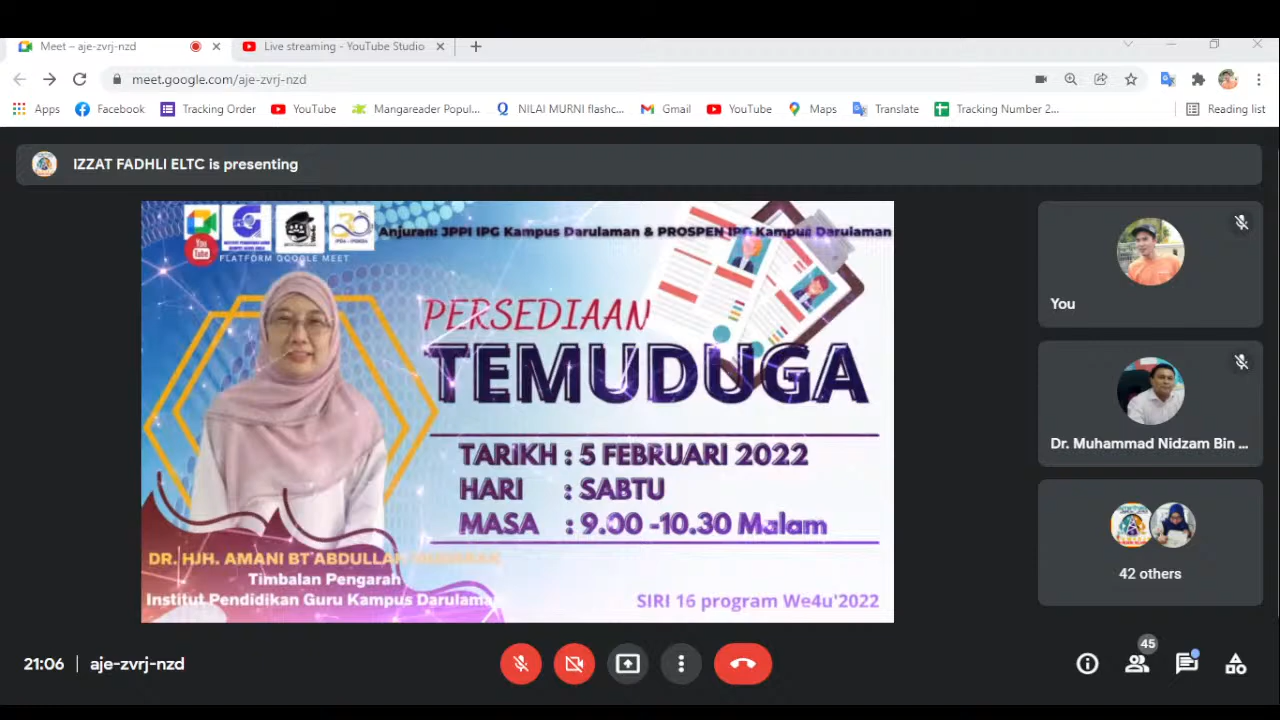 Meet – aje-zvrj-nzd
Live streaming - YouTube Studio
meet.google.com/aje-zvrj-nzd
Apps Facebook Tracking Order YouTube Mangareader Popul... NILAI MURNI flashc... Gmail YouTube Maps Translate Tracking Number 2... Reading list
IZZAT FADHLI ELTC is presenting
Anjuran: JPPI IPG Kampus Darulaman & PROSPEN IPG Kampus Darulaman
You
Tube
PLATFORM GOOGLE MEET
PERSEDIAAN
TEMUDUGA
TARIKH : 5 FEBRUARI 2022
HARI : SABTU
MASA : 9.00 -10.30 Malam
DR. HJH. AMANI BT ABDULLAH
Timbalan Pengarah
Institut Pendidikan Guru Kampus Darulaman
SIRI 16 program We4u'2022
You
Dr. Muhammad Nidzam Bin ...
42 others
21:06 | aje-zvrj-nzd
45